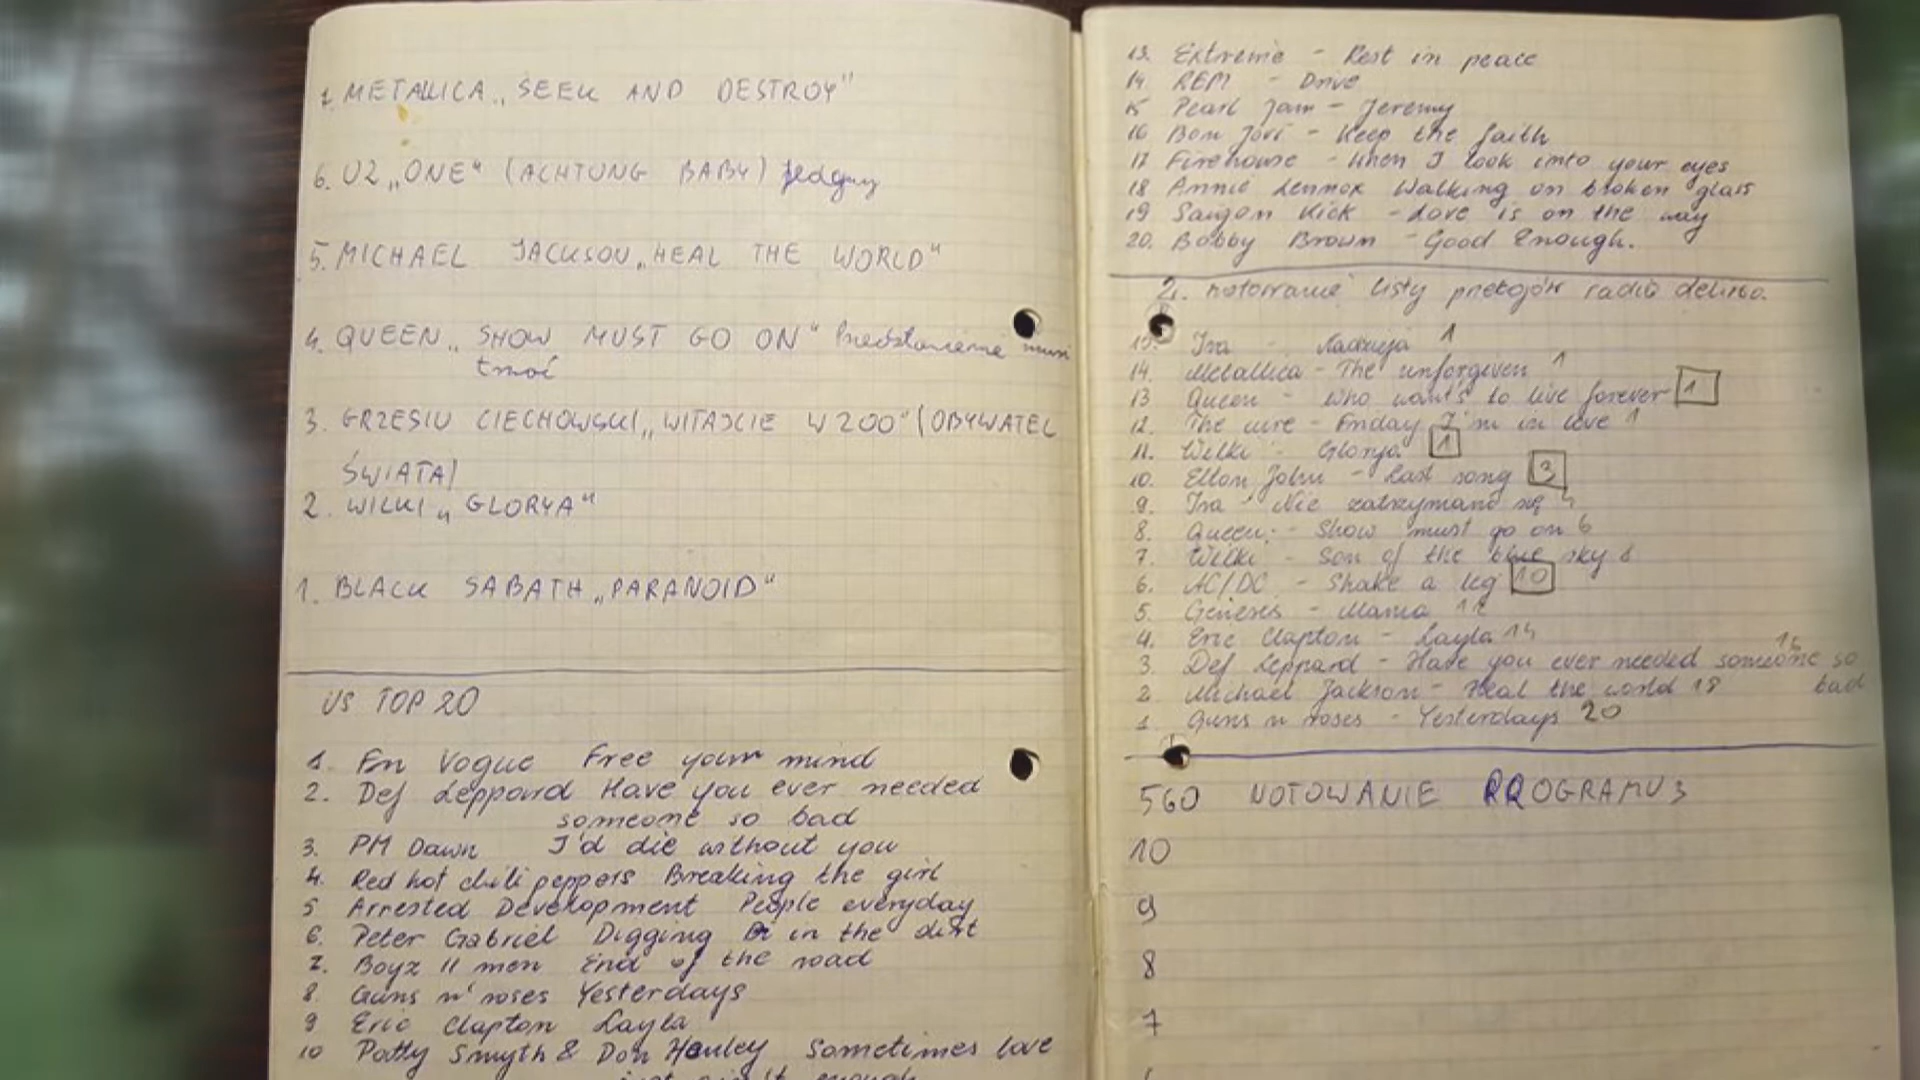 7. METALLICA „SEEK AND DESTROY"
6. U2 „ONE" (ACHTUNG BABY) jedyny
5. MICHAEL JACKSON „HEAL THE WORLD"
4. QUEEN „SHOW MUST GO ON" Przedstawienie musi
trwać
3. GRZESIU CIECHOWSKI „WITAJCIE W ZOO" (OBYWATEL
ŚWIATA)
2. WILKI „GLORYA"
1. BLACK SABATH „PARANOID"
US TOP 20
1. En Vogue Free your mind
2. Def Leppard Have you ever needed
someone so bad
3. PM Dawn I'd die without you
4. Red hot chili peppers Breaking the girl
5 Arrested Development People everyday
6. Peter Gabriel Digging in the dirt
7. Boyz II men End of the road
8. Guns n' roses Yesterdays
9 Eric Clapton Layla
10 Patty Smyth & Don Henley Sometimes love
just ain't enough
13. Extreme - Rest in peace
14 REM - Drive
15 Pearl Jam - Jeremy
16 Bon Jovi - Keep the faith
17 Firehouse - When I look into your eyes
18 Annie Lennox Walking on broken glass
19 Saigon Kick - Love is on the way
20. Bobby Brown - Good Enough.
2. notowanie listy przebojów radio
15. Ira - Nadzieja 1
14. Metallica - The unforgiven 1
13 Queen - Who wants to live forever 1
12. The cure - Friday I'm in love 1
11. Wilki - Glorya 1
10. Elton John - Last song 3
9. Ira - Nie zatrzymano się 4
8. Queen - Show must go on 6
7. Wilki - Son of the blue sky 8
6. AC/DC - Shake a leg 10
5. Genesis - Mama 12
4. Eric Clapton - Layla 14
3. Def Leppard - Have you ever needed someone so 16
2. Michael Jackson - Heal the world 18 bad
1 Guns n roses - Yesterdays 20
560 NOTOWANIE PROGRAMU 3
10
9
8
7